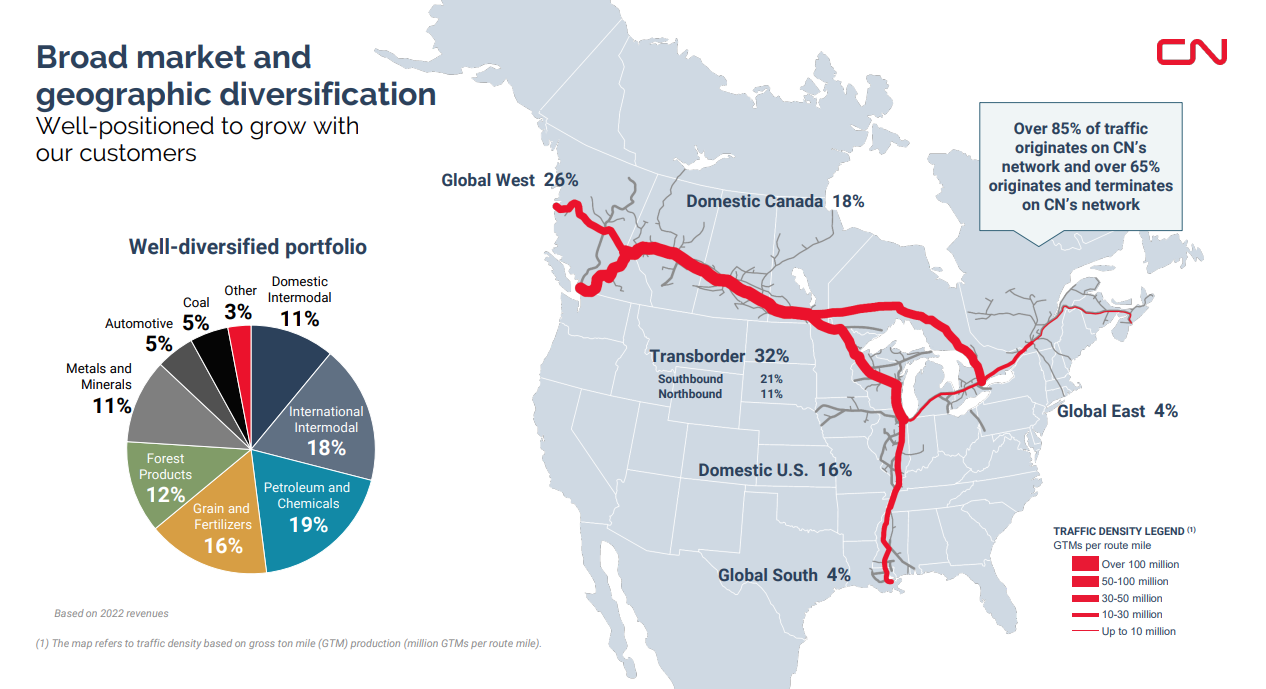 Broad market and
geographic diversification
Well-positioned to grow with
our customers
CN
Over 85% of traffic
originates on CN’s
network and over 65%
originates and terminates
on CN’s network
Well-diversified portfolio
Domestic
Intermodal
11%
International
Intermodal
18%
Petroleum and
Chemicals
19%
Grain and
Fertilizers
16%
Forest
Products
12%
Metals and
Minerals
11%
Automotive
5%
Coal
5%
Other
3%
Global West 26%
Domestic Canada 18%
Transborder 32%
Southbound 21%
Northbound 11%
Global East 4%
Domestic U.S. 16%
Global South 4%
TRAFFIC DENSITY LEGEND (1)
GTMs per route mile
Over 100 million
50-100 million
30-50 million
10-30 million
Up to 10 million
Based on 2022 revenues
(1) The map refers to traffic density based on gross ton mile (GTM) production (million GTMs per route mile).